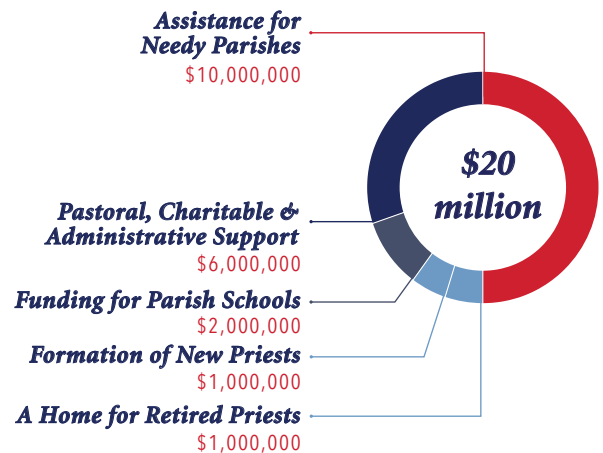 Assistance for
Needy Parishes
$10,000,000
$20
million
Pastoral, Charitable &
Administrative Support
$6,000,000
Funding for Parish Schools
$2,000,000
Formation of New Priests
$1,000,000
A Home for Retired Priests
$1,000,000